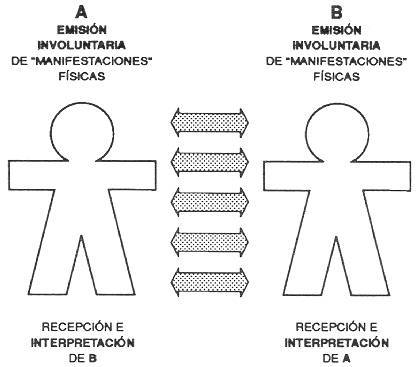 A
EMISIÓN
INVOLUNTARIA
DE "MANIFESTACIONES"
FÍSICAS
B
EMISIÓN
INVOLUNTARIA
DE "MANIFESTACIONES"
FÍSICAS
RECEPCIÓN E
INTERPRETACIÓN
DE B
RECEPCIÓN E
INTERPRETACIÓN
DE A